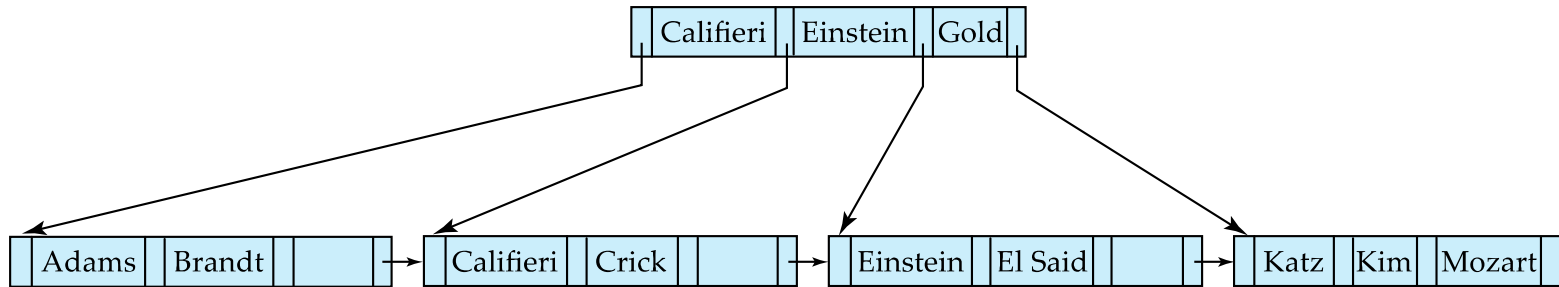 Califieri Einstein Gold
Adams Brandt Califieri Crick Einstein El Said Katz Kim Mozart